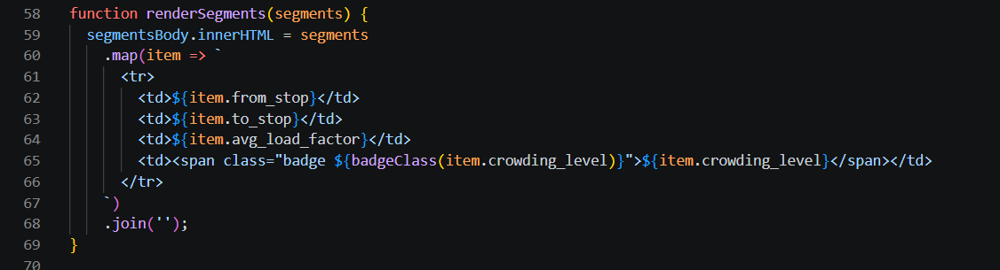 58 function renderSegments(segments) {
59 segmentsBody.innerHTML = segments
60 .map(item => `
61 <tr>
62 <td>${item.from_stop}</td>
63 <td>${item.to_stop}</td>
64 <td>${item.avg_load_factor}</td>
65 <td><span class="badge ${badgeClass(item.crowding_level)}">${item.crowding_level}</span></td>
66 </tr>
67 `)
68 .join('');
69 }
70